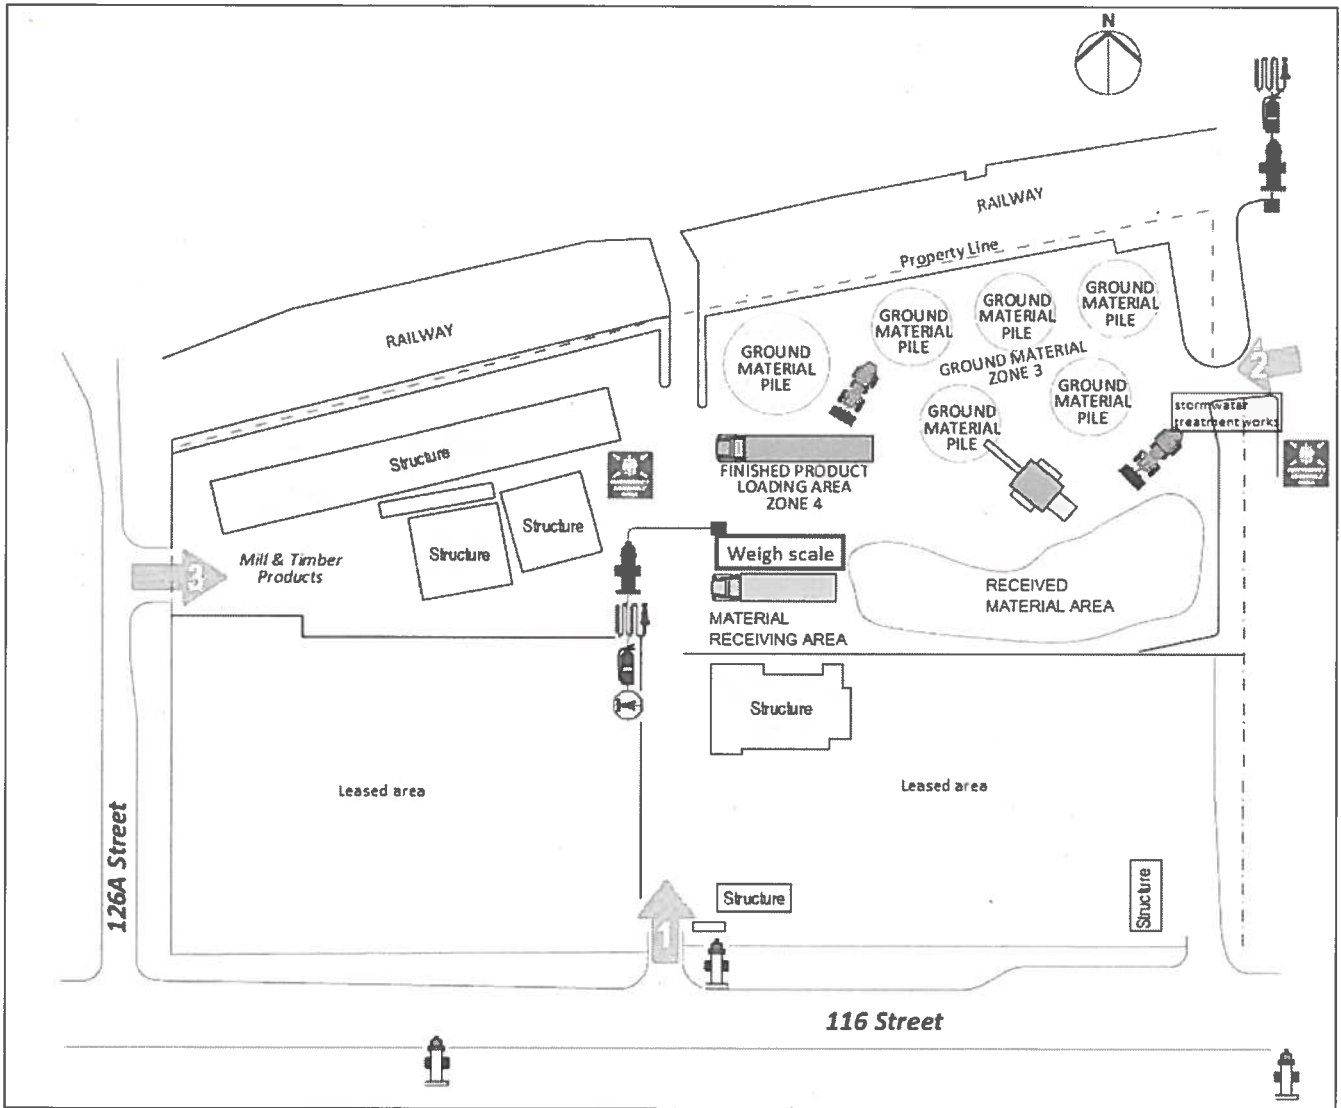 N
RAILWAY
Property Line
RAILWAY
GROUND
MATERIAL
PILE
GROUND
MATERIAL
PILE
GROUND
MATERIAL
PILE
GROUND
MATERIAL
PILE
GROUND MATERIAL
ZONE 3
GROUND
MATERIAL
PILE
GROUND
MATERIAL
PILE
2
stormwater
treatment works
Structure
FINISHED PRODUCT
LOADING AREA
ZONE 4
Structure
Structure
Weigh scale
Mill & Timber
Products
3
RECEIVED
MATERIAL AREA
MATERIAL
RECEIVING AREA
Structure
Leased area
Leased area
126A Street
Structure
Structure
1
116 Street